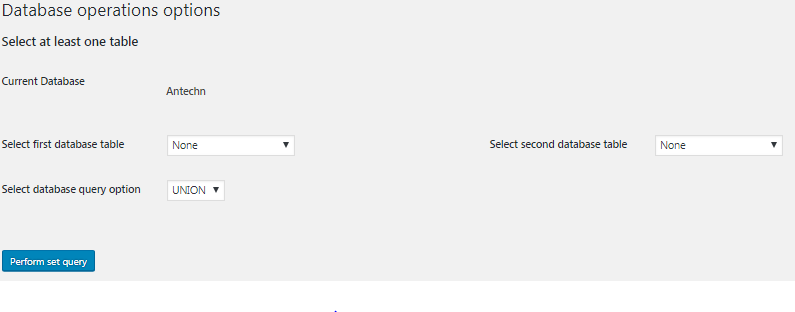 Database operations options
Select at least one table
Current Database
Antechn
Select first database table None Select second database table None
Select database query option UNION
Perform set query